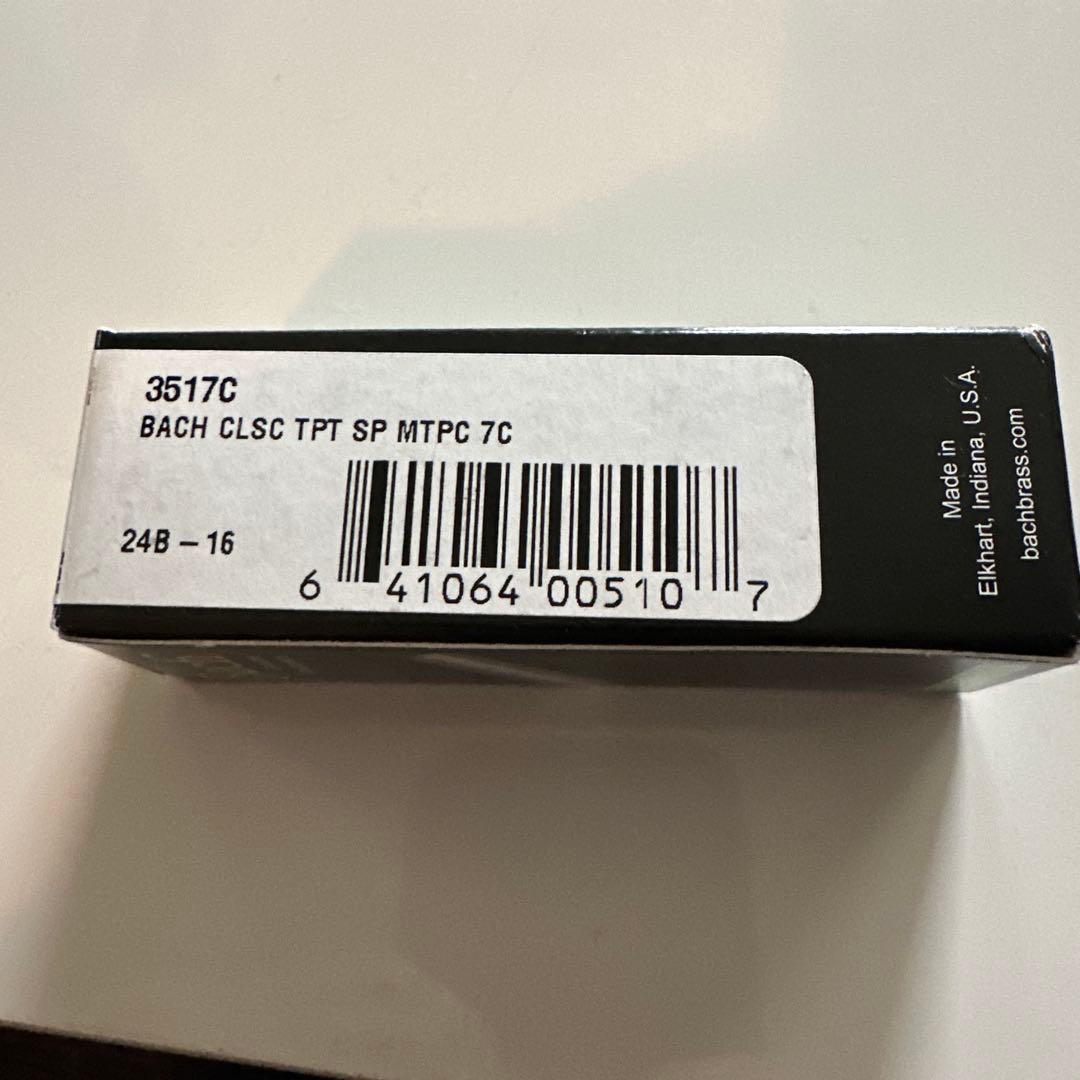 3517C
BACH CLSC TPT SP MTPC 7C
24B – 16
6 41064 00510 7
Made in
Elkhart, Indiana, U.S.A.
bachbrass.com